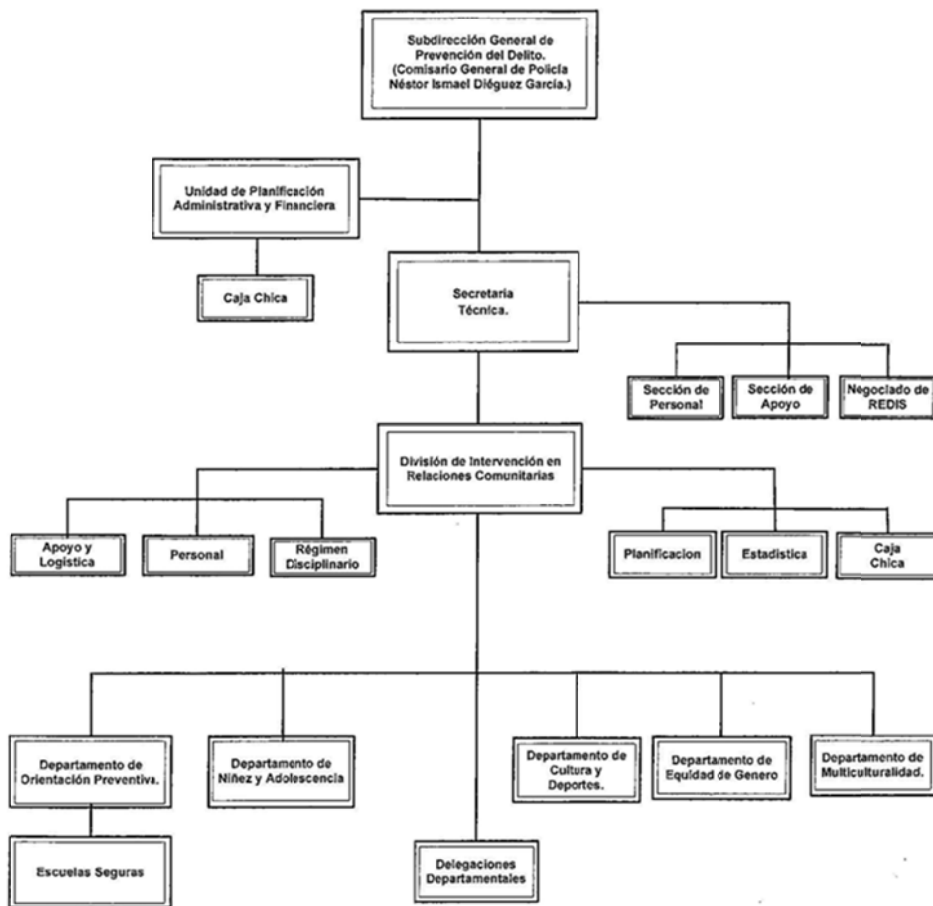 Subdirección General de
Prevención del Delito.
(Comisario General de Policía
Néstor Ismael Diéguez García.)
Unidad de Planificación
Administrativa y Financiera
Caja Chica
Secretaria
Técnica.
Sección de
Personal
Sección de
Apoyo
Negociado de
REDIS
División de Intervención en
Relaciones Comunitarias
Apoyo y
Logística
Personal
Régimen
Disciplinario
Planificacion
Estadística
Caja
Chica
Departamento de
Orientación Preventiva.
Departamento de
Niñez y Adolescencia
Departamento de
Cultura y
Deportes.
Departamento de
Equidad de Genero
Departamento de
Multiculturalidad.
Escuelas Seguras
Delegaciones
Departamentales